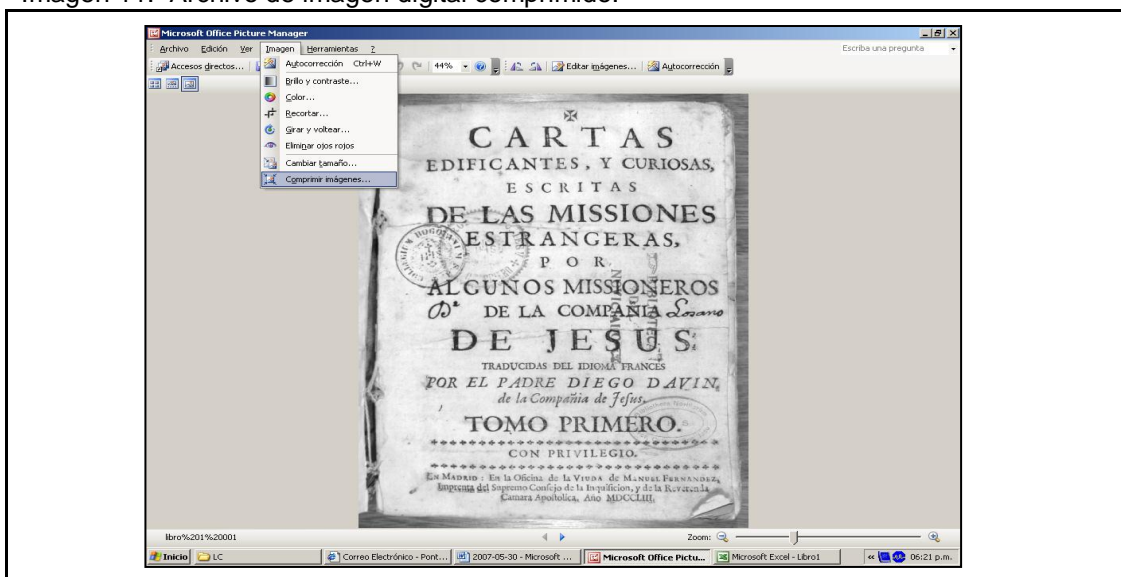 Imagen 11. Archivo de imagen digital comprimido.
Microsoft Office Picture Manager
Archivo Edición Ver Imagen Herramientas ?
Escriba una pregunta
Accesos directos...
44%
Editar imágenes...
Autocorrección
Autocorrección Ctrl+W
Brillo y contraste...
Color...
Recortar...
Girar y voltear...
Eliminar ojos rojos
Cambiar tamaño...
Comprimir imágenes...
CARTAS
EDIFICANTES, Y CURIOSAS,
ESCRITAS
DE LAS MISSIONES
ESTRANGERAS,
POR
ALGUNOS MISSIONEROS
DE LA COMPAÑIA Lozano
DE JESUS:
TRADUCIDAS DEL IDIOMA FRANCES
POR EL PADRE DIEGO DAVIN,
de la Compañia de Jesus.
TOMO PRIMERO.
CON PRIVILEGIO.
EN MADRID: En la Oficina de la VIUDA de MANUEL FERNANDEZ,
Imprenta del Supremo Consejo de la Inquisicion, y de la Reverenda
Camara Apostolica, Año MDCCLIII.
libro%201%20001
Zoom:
Inicio
LC
Correo Electrónico - Pont...
2007-05-30 - Microsoft ...
Microsoft Office Pictu...
Microsoft Excel - Libro1
06:21 p.m.